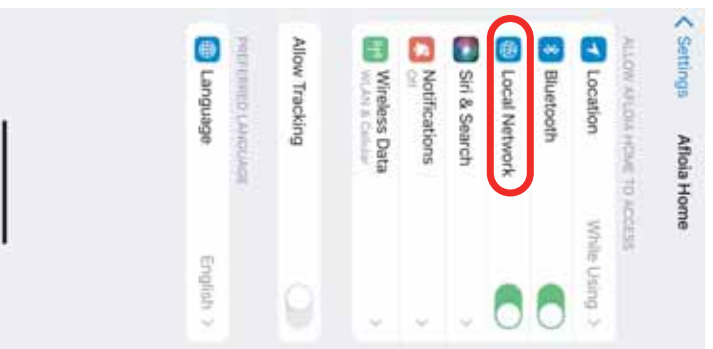 Settings
Afloia Home
ALLOW AFLOIA HOME TO ACCESS
Location
While Using
Bluetooth
Local Network
Siri & Search
Notifications
Off
Wireless Data
WLAN & Cellular
Allow Tracking
PREFERRED LANGUAGE
Language
English